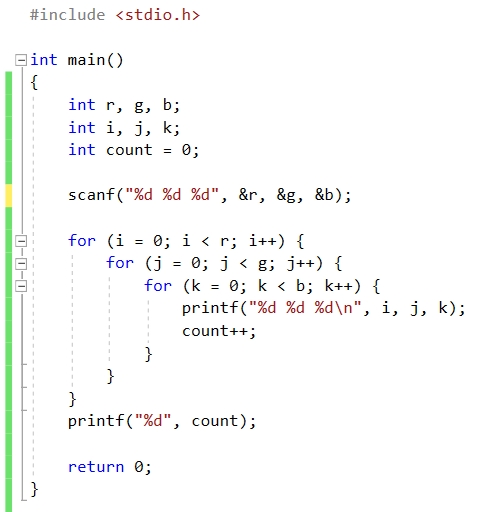 #include <stdio.h>
int main()
{
int r, g, b;
int i, j, k;
int count = 0;
scanf("%d %d %d", &r, &g, &b);
for (i = 0; i < r; i++) {
for (j = 0; j < g; j++) {
for (k = 0; k < b; k++) {
printf("%d %d %d\n", i, j, k);
count++;
}
}
}
printf("%d", count);
return 0;
}